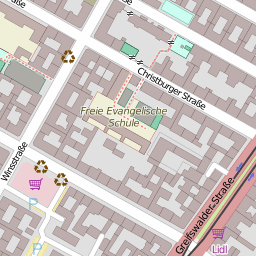 Christburger Straße
Freie Evangelische
Schule
Winsstraße
Greifswalder Straße
P
P
Lidl